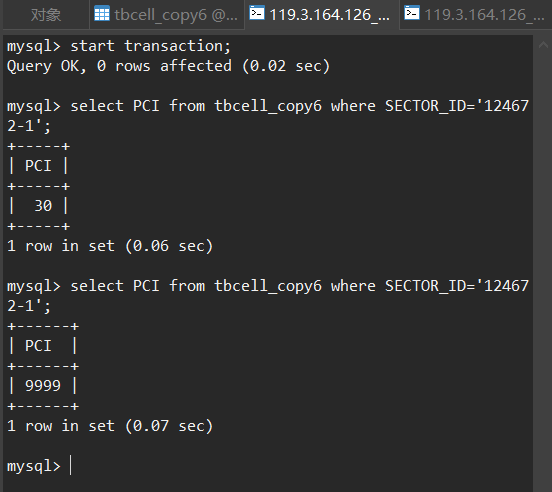 对象 tbcell_copy6 @... 119.3.164.126_... 119.3.164.126_...
mysql> start transaction;
Query OK, 0 rows affected (0.02 sec)
mysql> select PCI from tbcell_copy6 where SECTOR_ID='12467
2-1';
+-----+
| PCI |
+-----+
|  30 |
+-----+
1 row in set (0.06 sec)
mysql> select PCI from tbcell_copy6 where SECTOR_ID='12467
2-1';
+------+
| PCI  |
+------+
| 9999 |
+------+
1 row in set (0.07 sec)
mysql>